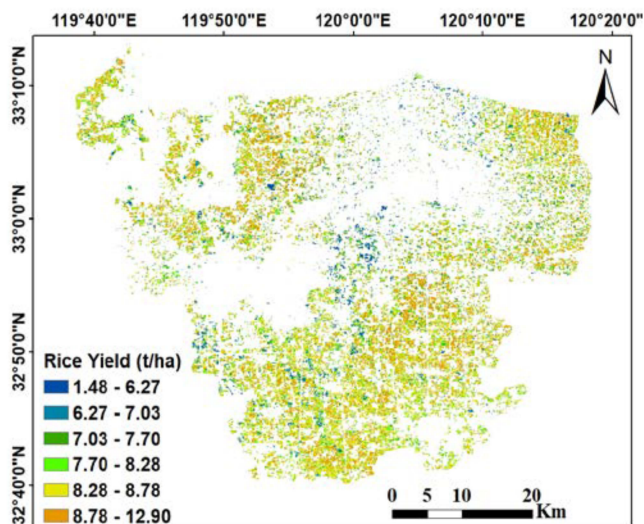 119°40'0"E 119°50'0"E 120°0'0"E 120°10'0"E 120°20'0"E
33°10'0"N
N
33°0'0"N
32°50'0"N
Rice Yield (t/ha)
1.48 - 6.27
6.27 - 7.03
7.03 - 7.70
7.70 - 8.28
8.28 - 8.78
8.78 - 12.90
32°40'0"N
0 5 10 20
Km